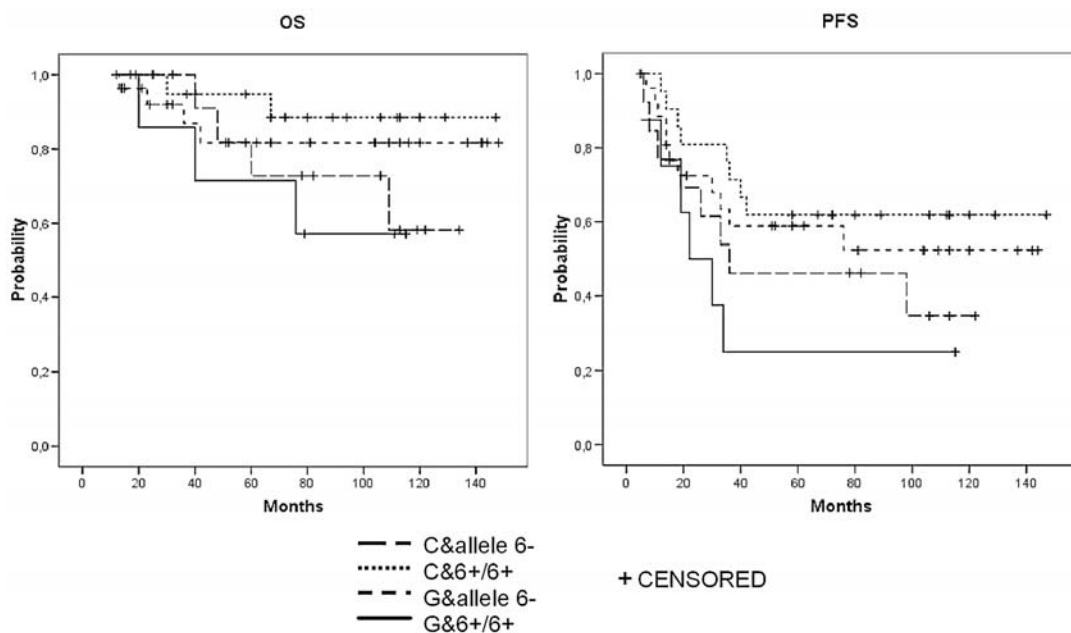 OS
1,0
0,8
0,6
0,4
0,2
0,0
Probability
0 20 40 60 80 100 120 140
Months
PFS
1,0
0,8
0,6
0,4
0,2
0,0
Probability
0 20 40 60 80 100 120 140
Months
C&allele 6-
C&6+/6+
G&allele 6-
G&6+/6+
+ CENSORED